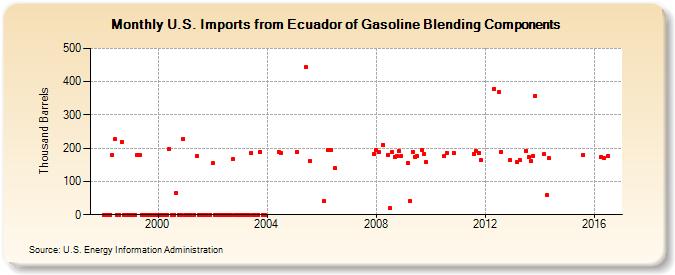 Monthly U.S. Imports from Ecuador of Gasoline Blending Components
Thousand Barrels
500
400
300
200
100
0
2000 2004 2008 2012 2016
Source: U.S. Energy Information Administration